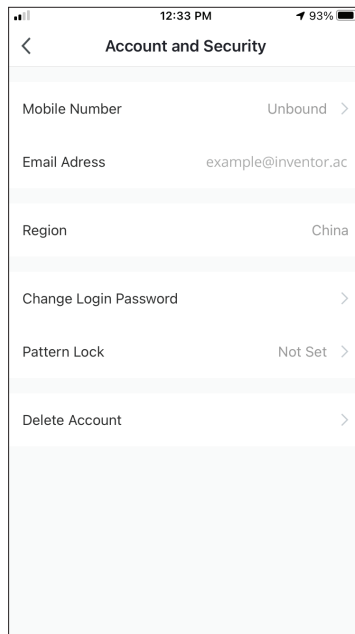 12:33 PM 93%
Account and Security
Mobile Number Unbound
Email Adress example@inventor.ac
Region China
Change Login Password
Pattern Lock Not Set
Delete Account